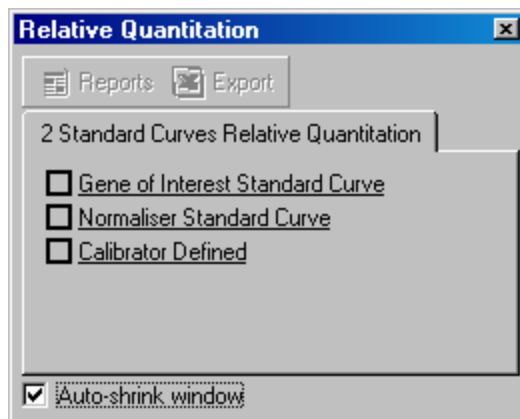 Relative Quantitation
Reports Export
2 Standard Curves Relative Quantitation
Gene of Interest Standard Curve
Normaliser Standard Curve
Calibrator Defined
Auto-shrink window